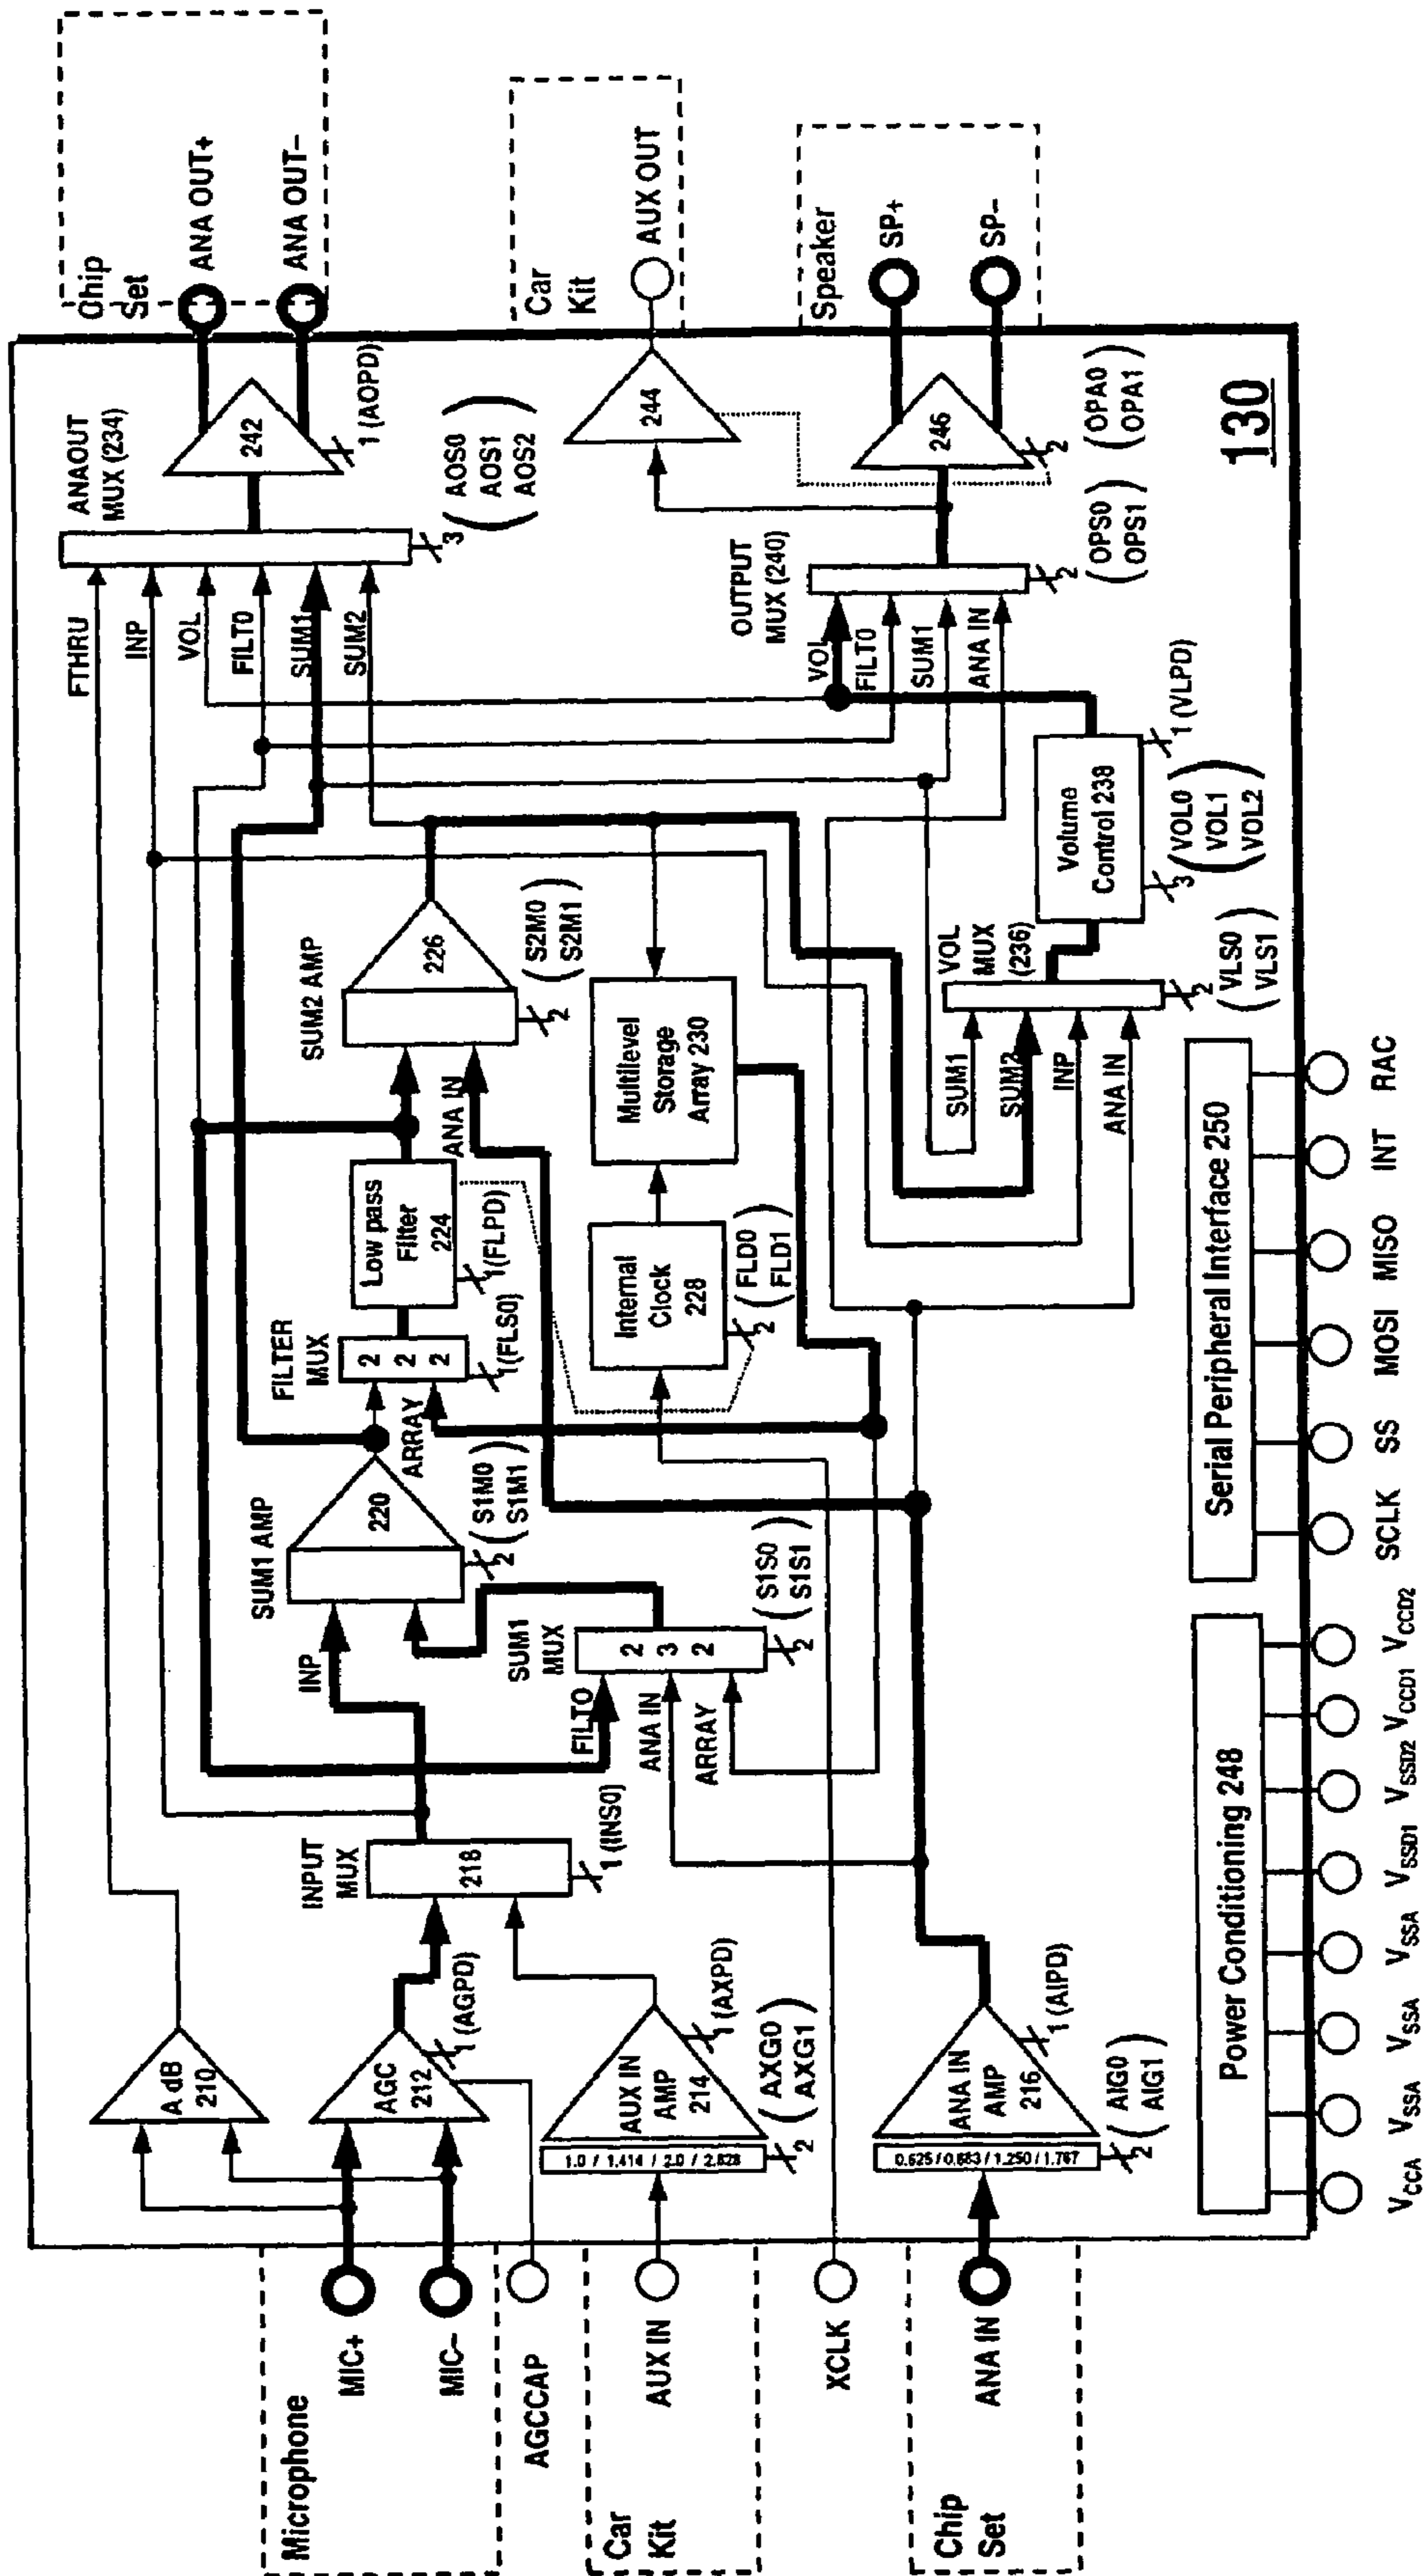 Microphone
MIC+
MIC–
AGCCAP
Car
Kit
AUX IN
XCLK
Chip
Set
ANA IN
A dB
210
AGC
212
1 (AGPD)
AUX IN
AMP
214
1.0 / 1.414 / 2.0 / 2.828
1 (AXPD)
2
(AXG0)
(AXG1)
ANA IN
AMP
216
0.625 / 0.883 / 1.250 / 1.767
1 (AIPD)
2
(AIG0)
(AIG1)
INPUT
MUX
218
1 (INS0)
INP
FILTO
ANA IN
ARRAY
SUM1
MUX
2
3
2
2
(S1S0)
(S1S1)
SUM1 AMP
220
2
(S1M0)
(S1M1)
ARRAY
FILTER
MUX
2
2
2
1(FLS0)
Low pass
Filter
224
1(FLPD)
ANA IN
SUM2 AMP
226
2
(S2M0)
(S2M1)
Internal
Clock
228
2
(FLD0)
(FLD1)
Multilevel
Storage
Array 230
SUM1
SUM2
INP
ANA IN
VOL
MUX
(236)
2
(VLS0)
(VLS1)
Volume
Control 238
3
(VOL0)
(VOL1)
(VOL2)
1 (VLPD)
FTHRU
INP
VOL
FILT0
SUM1
SUM2
ANAOUT
MUX (234)
3
(AOS0)
(AOS1)
(AOS2)
242
1 (AOPD)
Chip
Set
ANA OUT+
ANA OUT–
OUTPUT
MUX (240)
VOL
FILT0
SUM1
ANA IN
2
(OPS0)
(OPS1)
244
Car
Kit
AUX OUT
246
2
(OPA0)
(OPA1)
Speaker
SP+
SP–
130
Power Conditioning 248
VCCA VSSA VSSA VSSA VSSD1 VSSD2 VCCD1 VCCD2
Serial Peripheral Interface 250
SCLK SS MOSI MISO INT RAC